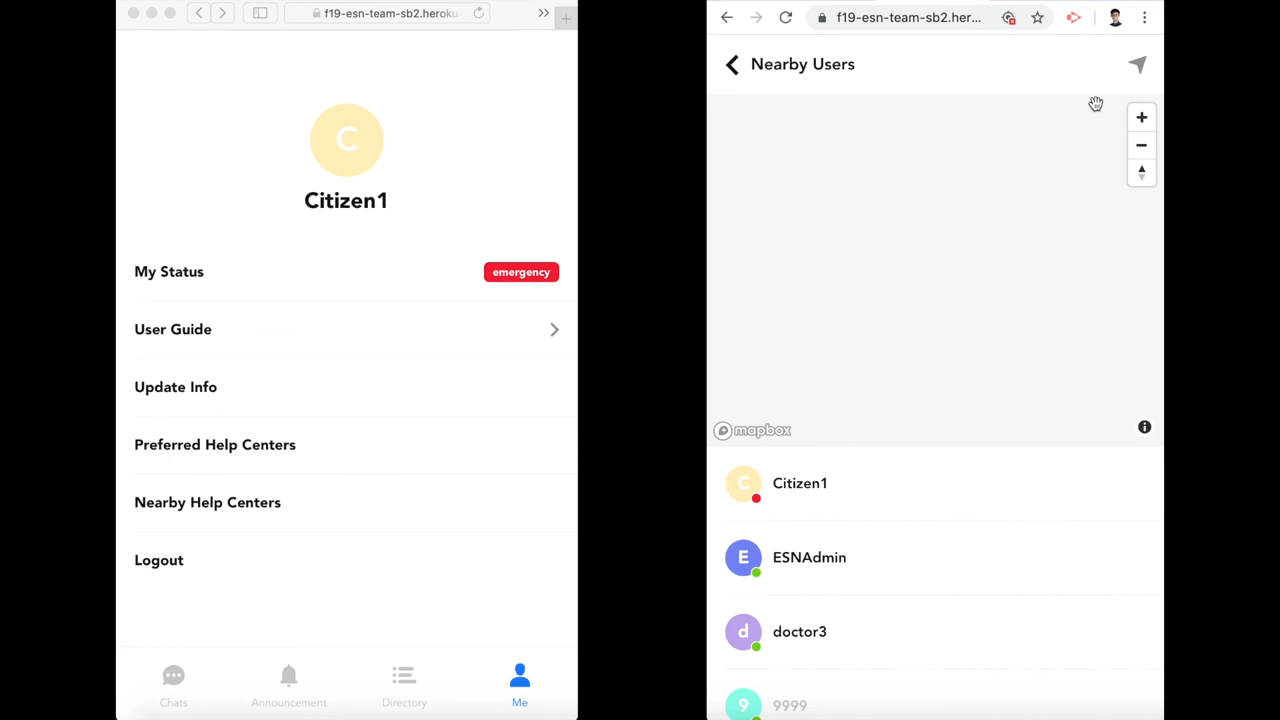 f19-esn-team-sb2.heroku
C
Citizen1
My Status
emergency
User Guide
Update Info
Preferred Help Centers
Nearby Help Centers
Logout
Chats
Announcement
Directory
Me
f19-esn-team-sb2.her...
Nearby Users
mapbox
C
Citizen1
E
ESNAdmin
d
doctor3
9
9999